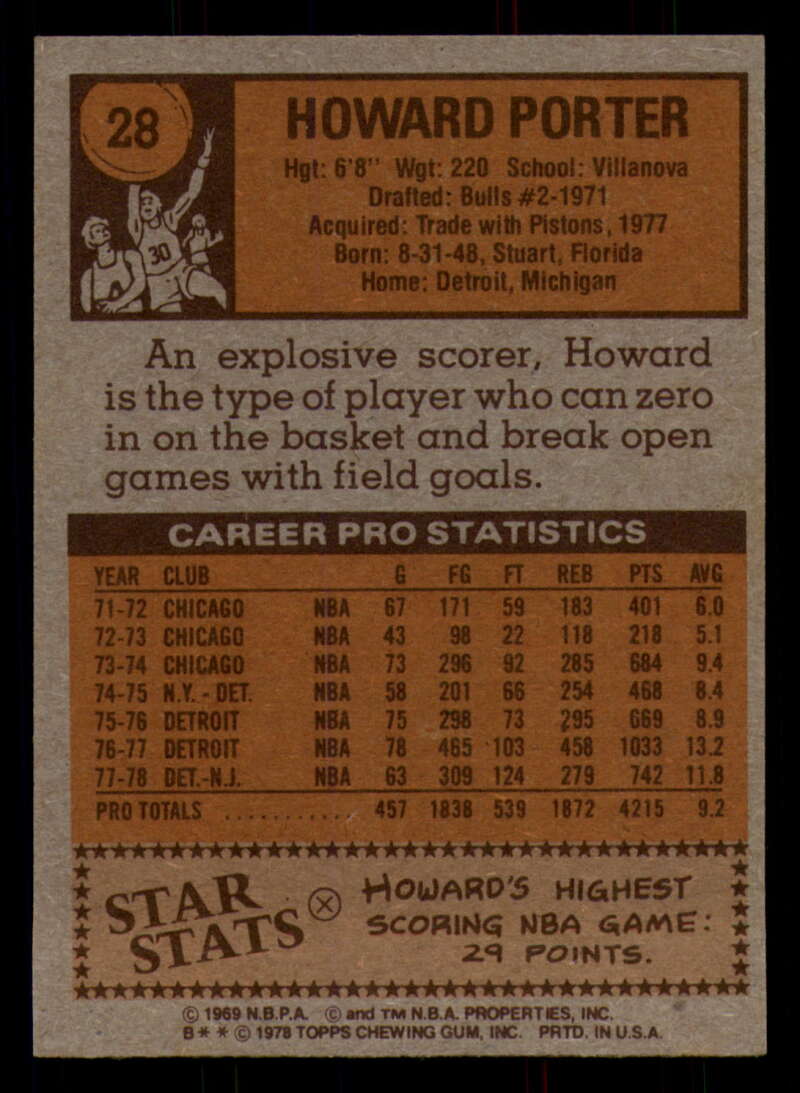 28
HOWARD PORTER
Hgt: 6'8" Wgt: 220 School: Villanova
Drafted: Bulls #2-1971
Acquired: Trade with Pistons, 1977
Born: 8-31-48, Stuart, Florida
Home: Detroit, Michigan
30
An explosive scorer, Howard
is the type of player who can zero
in on the basket and break open
games with field goals.
CAREER PRO STATISTICS
YEAR CLUB G FG FT REB PTS AVG
71-72 CHICAGO NBA 67 171 59 183 401 6.0
72-73 CHICAGO NBA 43 98 22 118 218 5.1
73-74 CHICAGO NBA 73 296 92 285 684 9.4
74-75 N.Y. - DET. NBA 58 201 66 254 468 8.4
75-76 DETROIT NBA 75 298 73 295 669 8.9
76-77 DETROIT NBA 78 465 103 458 1033 13.2
77-78 DET.-N.J. NBA 63 309 124 279 742 11.8
PRO TOTALS ........... 457 1838 539 1872 4215 9.2
STAR STATS
HOWARD'S HIGHEST
SCORING NBA GAME:
29 POINTS.
© 1969 N.B.P.A. © and TM N.B.A. PROPERTIES, INC.
B * * © 1978 TOPPS CHEWING GUM, INC. PRTD. IN U.S.A.